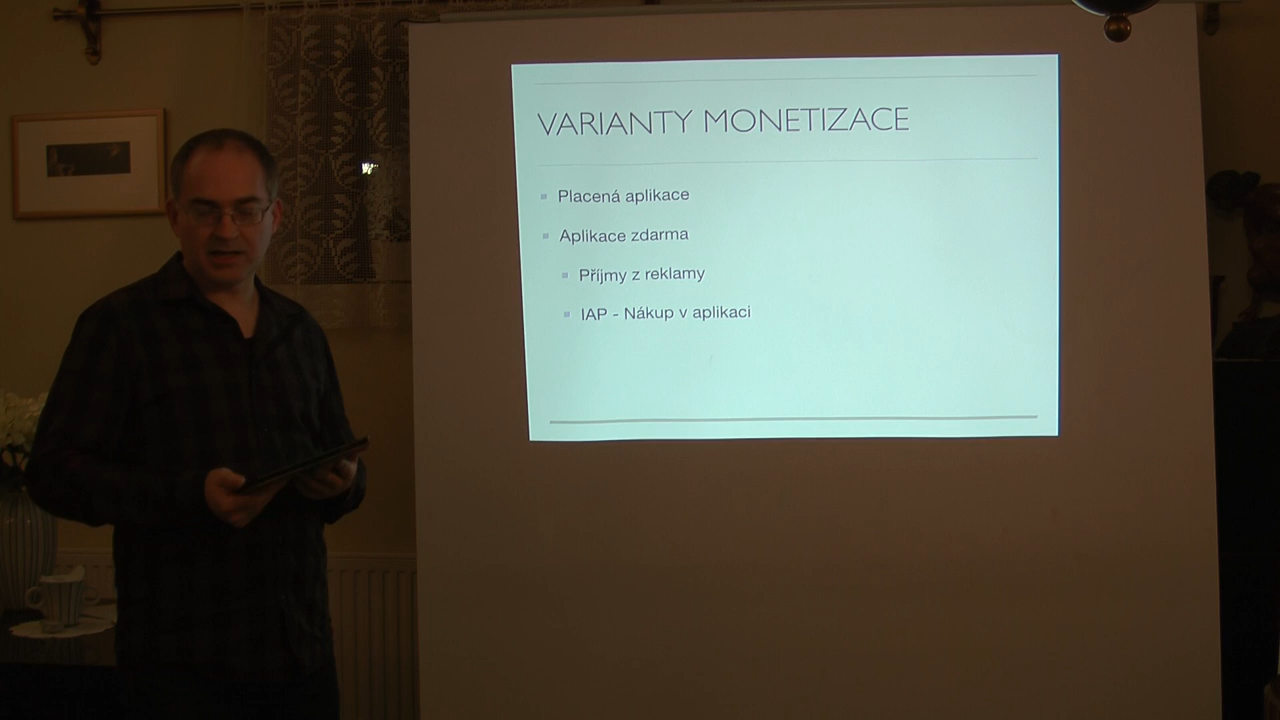 VARIANTY MONETIZACE
Placená aplikace
Aplikace zdarma
Příjmy z reklamy
IAP - Nákup v aplikaci